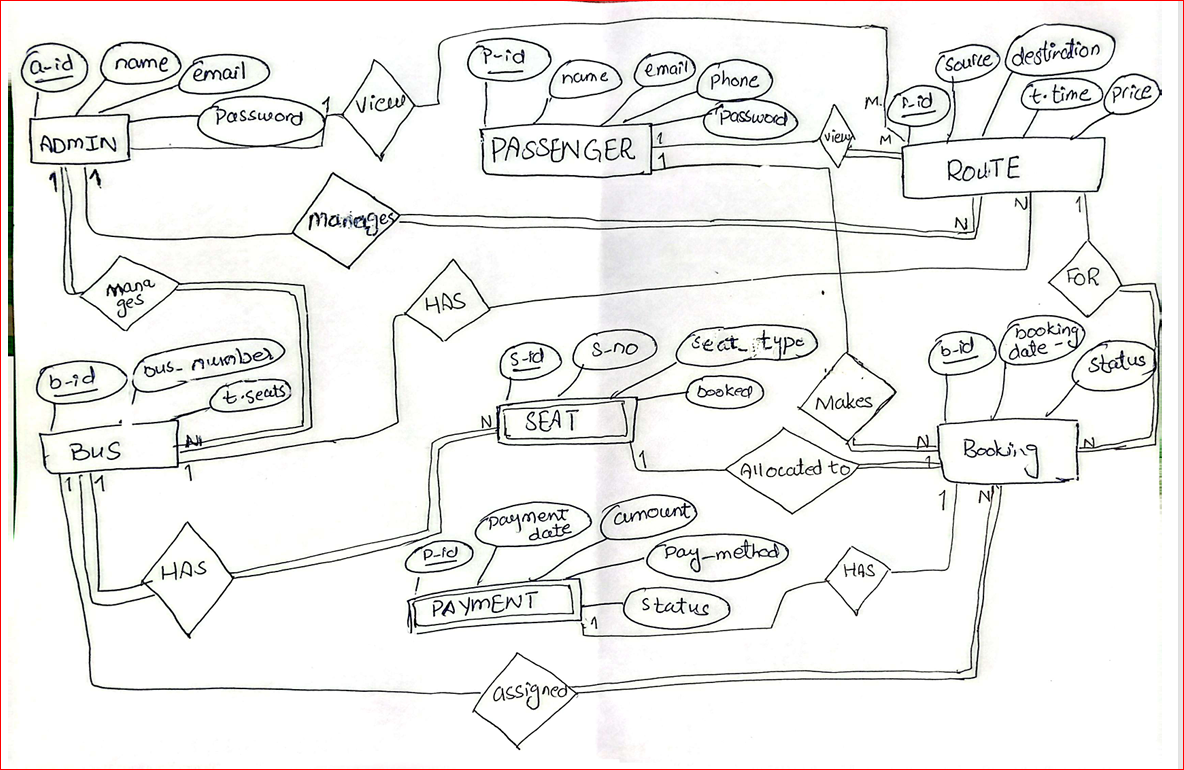 a-id
name
email
Password
ADMIN
1
View
P-id
name
email
phone
Password
PASSENGER
1
1
view
M
M
r-id
source
destination
t.time
price
ROUTE
1
1
Manages
N
N
1
mana
ges
HAS
FOR
b-id
bus_number
t.seats
BUS
N
1
1
1
s-id
s-no
seat_type
booked
SEAT
N
1
Makes
Allocated to
b-id
booking
date-g
Status
Booking
N
1
N
1
N
HAS
P-id
payment
date
amount
Pay_method
Status
PAYMENT
1
HAS
assigned